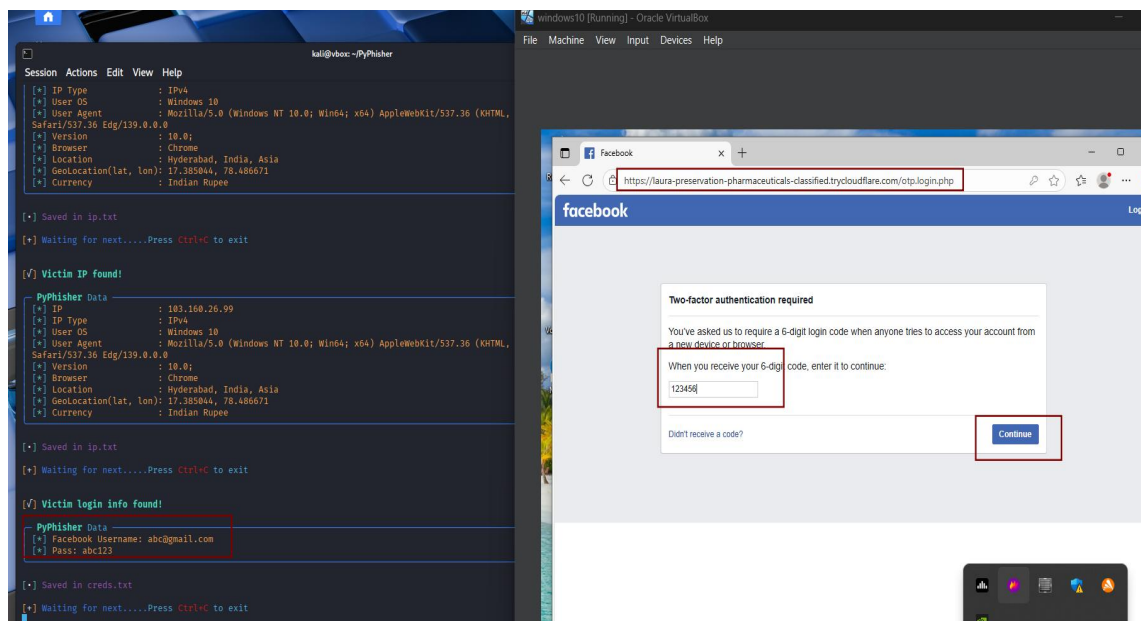 kali@vbox: ~/PyPhisher
Session Actions Edit View Help
[*] IP Type : IPv4
[*] User OS : Windows 10
[*] User Agent : Mozilla/5.0 (Windows NT 10.0; Win64; x64) AppleWebKit/537.36 (KHTML,
Safari/537.36 Edg/139.0.0.0
[*] Version : 10.0;
[*] Browser : Chrome
[*] Location : Hyderabad, India, Asia
[*] GeoLocation(lat, lon): 17.385044, 78.486671
[*] Currency : Indian Rupee
[•] Saved in ip.txt
[+] Waiting for next.....Press Ctrl+C to exit
[√] Victim IP found!
PyPhisher Data
[*] IP : 103.160.26.99
[*] IP Type : IPv4
[*] User OS : Windows 10
[*] User Agent : Mozilla/5.0 (Windows NT 10.0; Win64; x64) AppleWebKit/537.36 (KHTML,
Safari/537.36 Edg/139.0.0.0
[*] Version : 10.0;
[*] Browser : Chrome
[*] Location : Hyderabad, India, Asia
[*] GeoLocation(lat, lon): 17.385044, 78.486671
[*] Currency : Indian Rupee
[•] Saved in ip.txt
[+] Waiting for next.....Press Ctrl+C to exit
[√] Victim login info found!
PyPhisher Data
[*] Facebook Username: abc@gmail.com
[*] Pass: abc123
[•] Saved in creds.txt
[+] Waiting for next.....Press Ctrl+C to exit
windows10 [Running] - Oracle VirtualBox
File Machine View Input Devices Help
Facebook
https://laura-preservation-pharmaceuticals-classified.trycloudflare.com/otp.login.php
facebook
Log
Two-factor authentication required
You've asked us to require a 6-digit login code when anyone tries to access your account from
a new device or browser.
When you receive your 6-digit code, enter it to continue:
123456
Didn't receive a code?
Continue